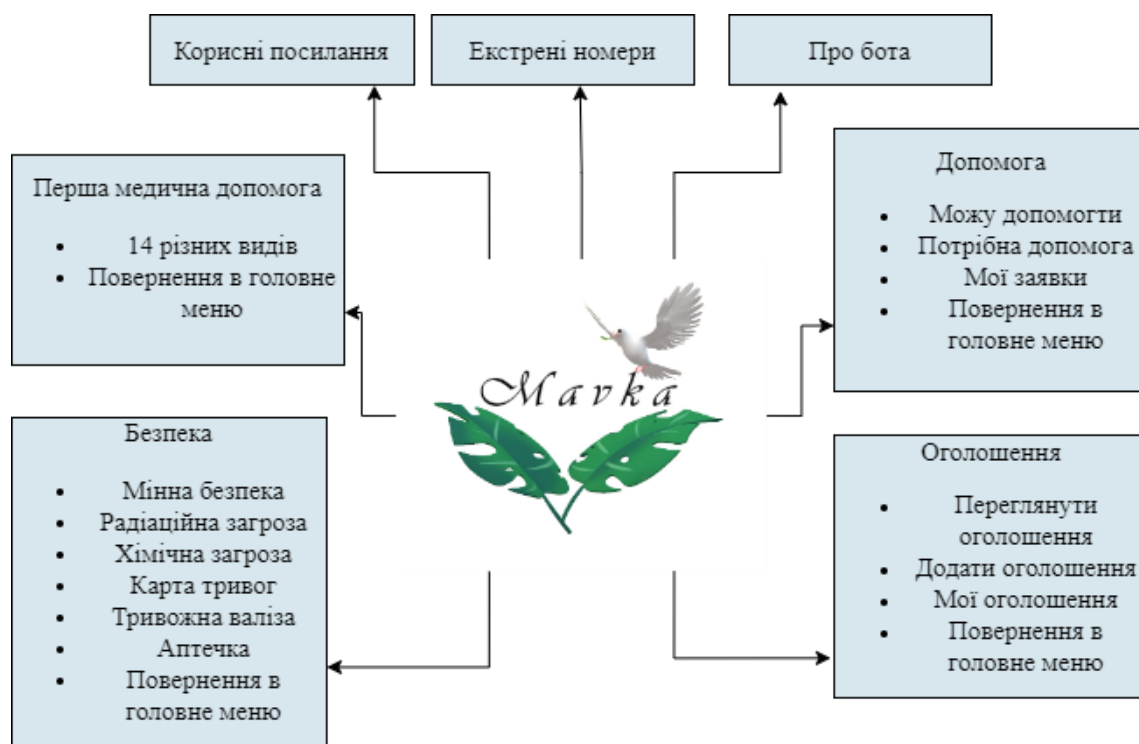 Корисні посилання
Екстрені номери
Про бота
Перша медична допомога
• 14 різних видів
• Повернення в головне
меню
Допомога
• Можу допомогти
• Потрібна допомога
• Мої заявки
• Повернення в
головне меню
Mavka
Безпека
• Мінна безпека
• Радіаційна загроза
• Хімічна загроза
• Карта тривог
• Тривожна валіза
• Аптечка
• Повернення в
головне меню
Оголошення
• Переглянути
оголошення
• Додати оголошення
• Мої оголошення
• Повернення в
головне меню